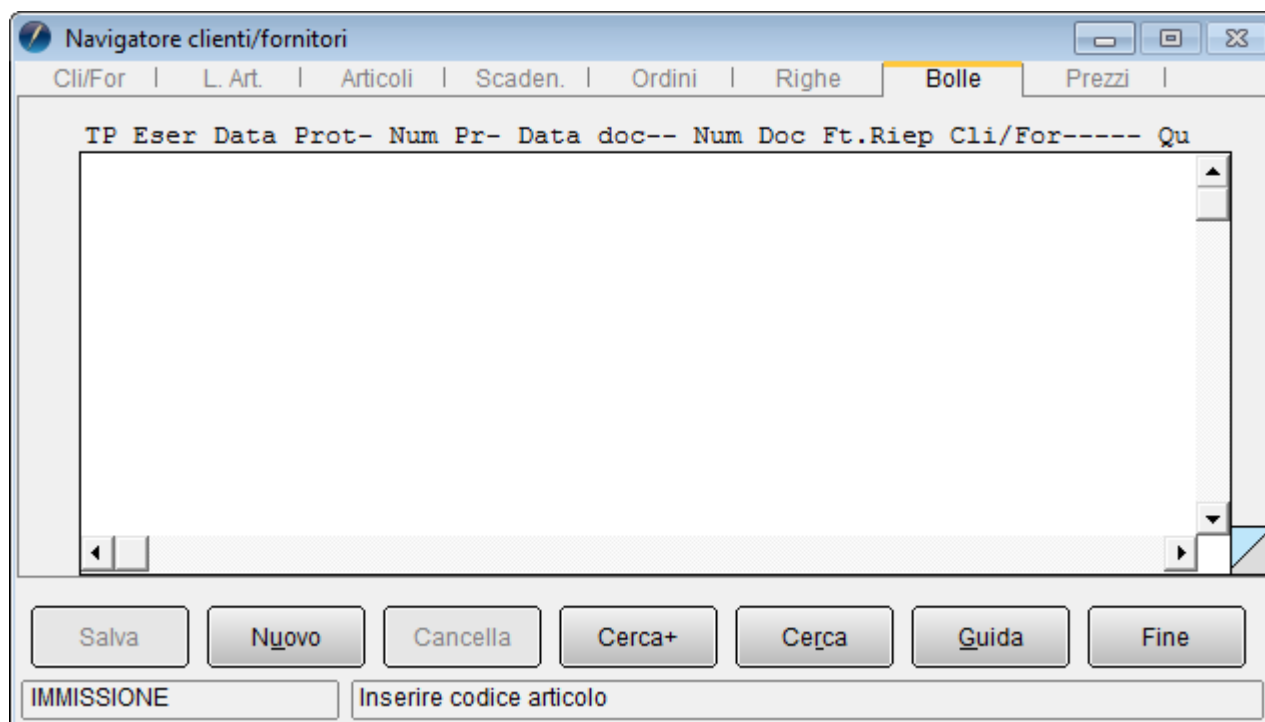 Navigatore clienti/fornitori
Cli/For | L. Art. | Articoli | Scaden. | Ordini | Righe Bolle Prezzi |
TP Eser Data Prot- Num Pr- Data doc-- Num Doc Ft.Riep Cli/For----- Qu
Salva Nuovo Cancella Cerca+ Cerca Guida Fine
IMMISSIONE Inserire codice articolo